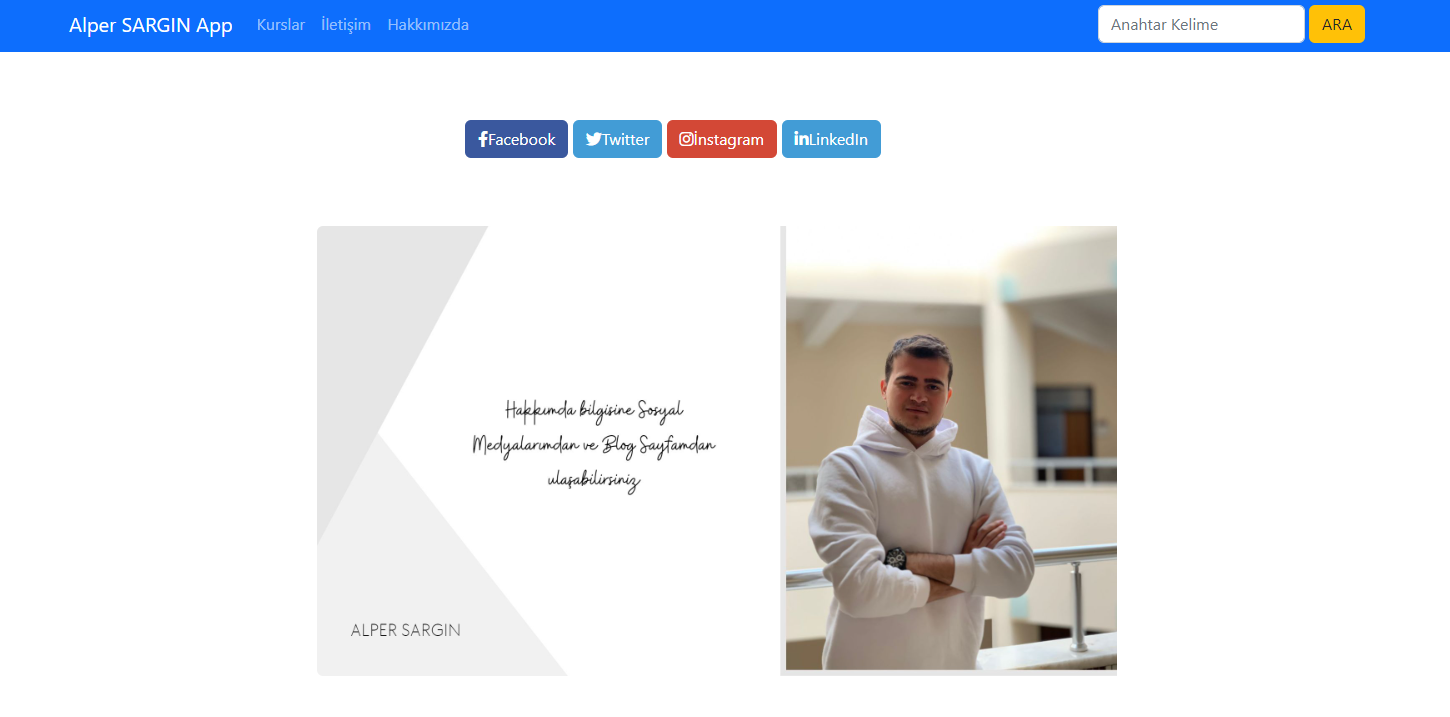 Alper SARGIN App Kurslar İletişim Hakkımızda Anahtar Kelime ARA
Facebook Twitter İnstagram LinkedIn
Hakkımda bilgisine Sosyal
Medyalarımdan ve Blog Sayfamdan
ulaşabilirsiniz
ALPER SARGIN